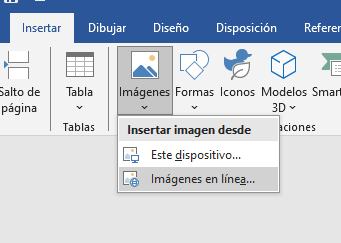 Insertar Dibujar Diseño Disposición Referen
Salto de página
Tabla
Imágenes
Formas
Iconos
Modelos 3D
Smart
Tablas
aciones
Insertar imagen desde
Este dispositivo...
Imágenes en línea...